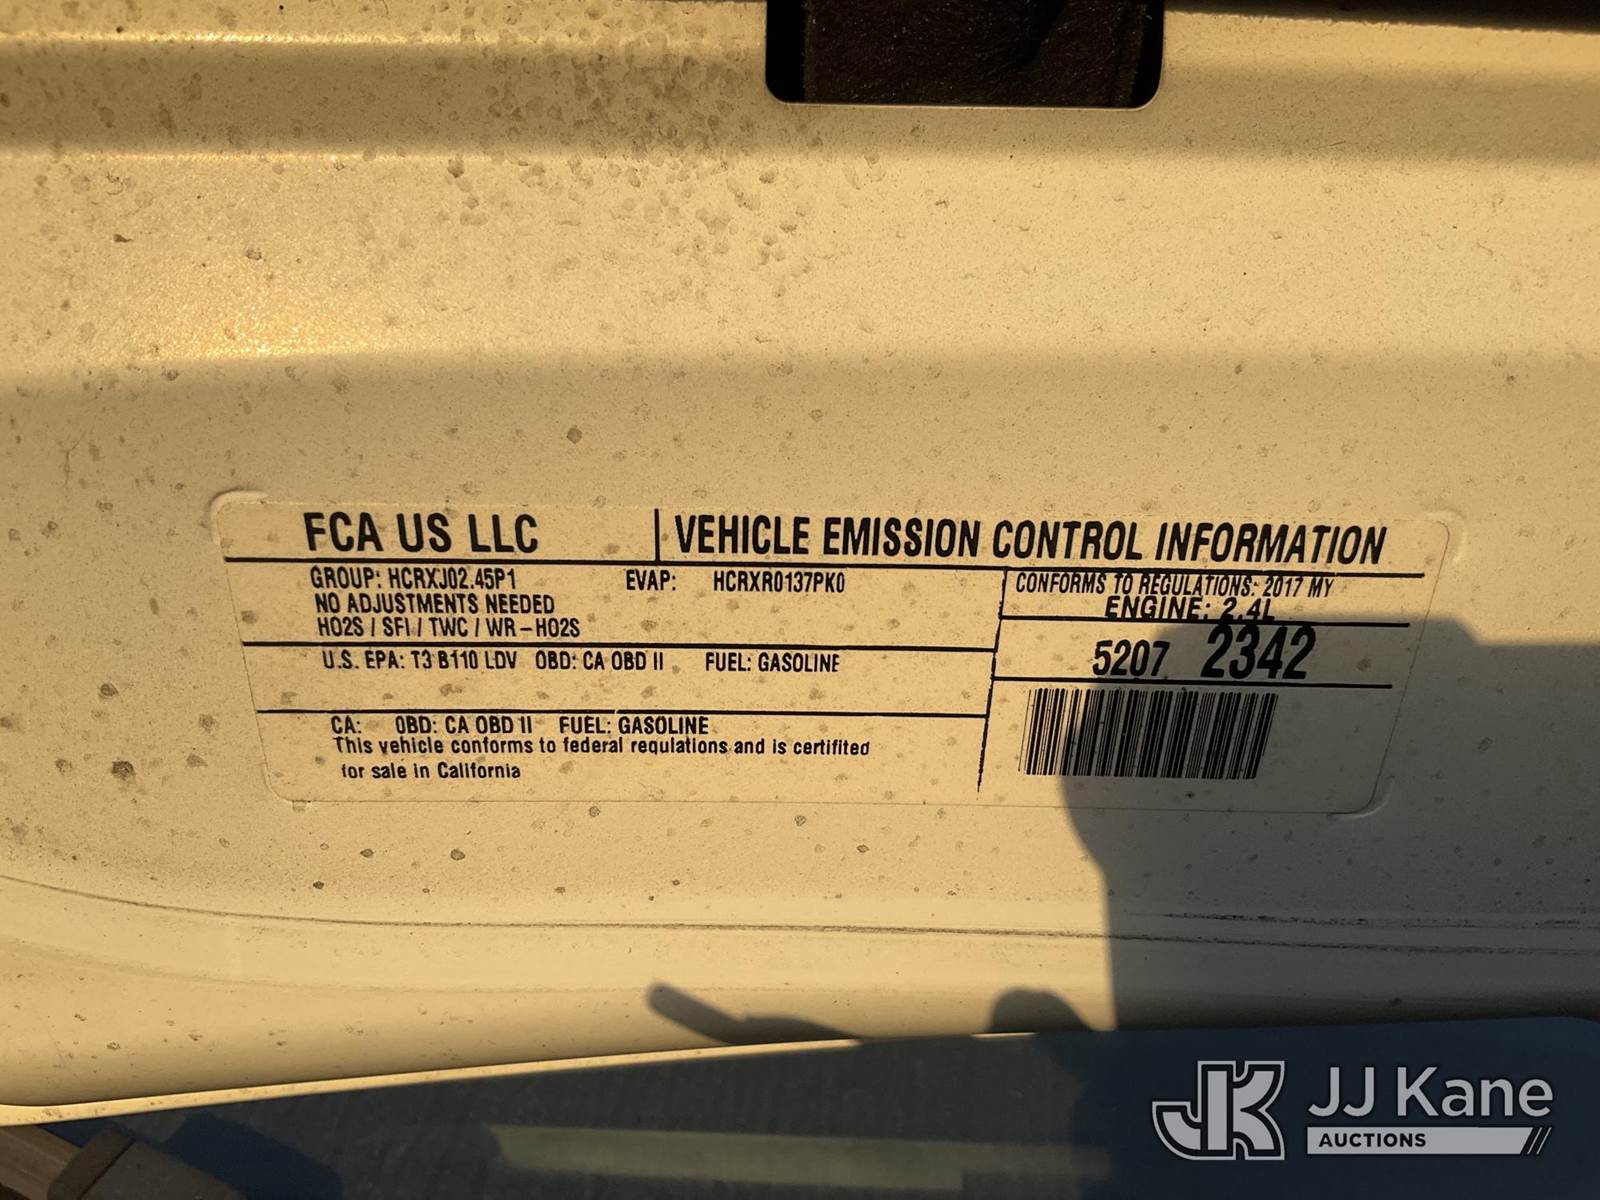 FCA US LLC VEHICLE EMISSION CONTROL INFORMATION
GROUP: HCRXJ02.45P1 EVAP: HCRXR0137PK0
NO ADJUSTMENTS NEEDED
HO2S / SFI / TWC / WR-HO2S
CONFORMS TO REGULATIONS: 2017 MY
ENGINE: 2.4L
5207 2342
U.S. EPA: T3 B110 LDV OBD: CA OBD II FUEL: GASOLINE
CA: OBD: CA OBD II FUEL: GASOLINE
This vehicle conforms to federal regulations and is certifited
for sale in California
JK JJ Kane
AUCTIONS